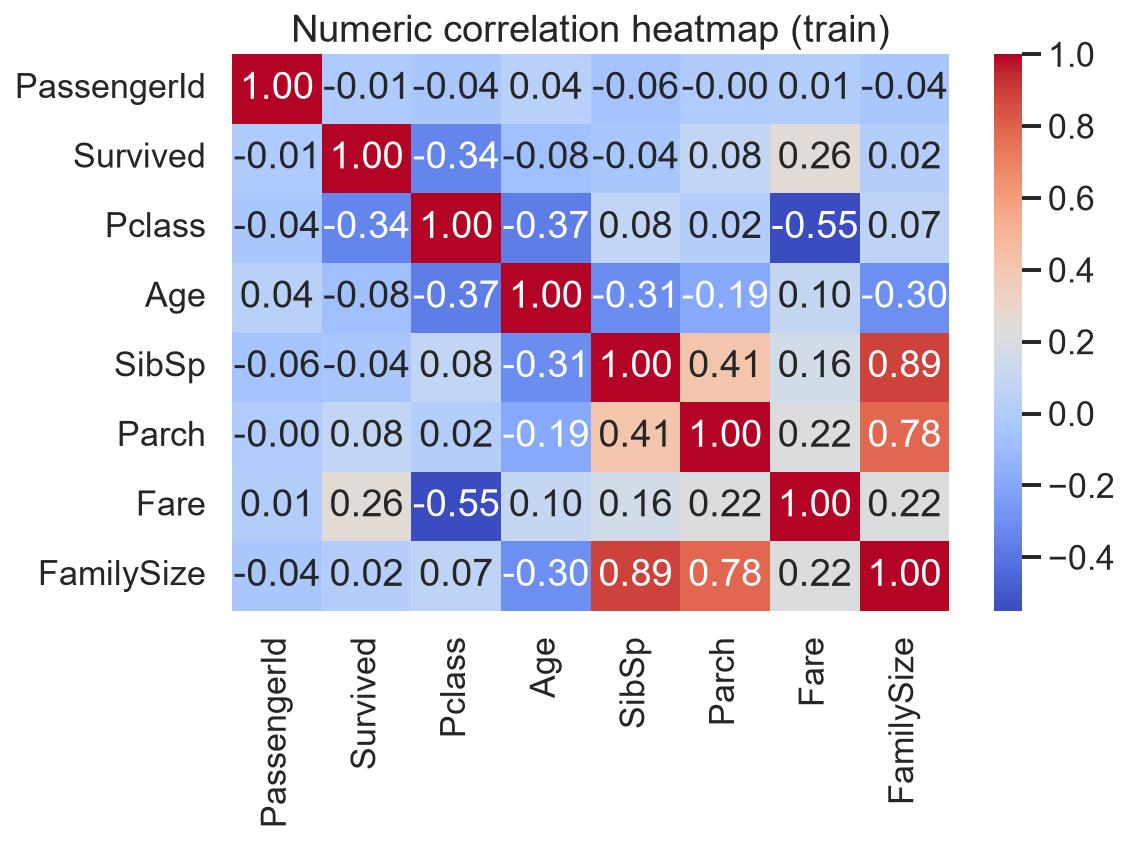 Numeric correlation heatmap (train)
PassengerId 1.00 -0.01 -0.04 0.04 -0.06 -0.00 0.01 -0.04
Survived -0.01 1.00 -0.34 -0.08 -0.04 0.08 0.26 0.02
Pclass -0.04 -0.34 1.00 -0.37 0.08 0.02 -0.55 0.07
Age 0.04 -0.08 -0.37 1.00 -0.31 -0.19 0.10 -0.30
SibSp -0.06 -0.04 0.08 -0.31 1.00 0.41 0.16 0.89
Parch -0.00 0.08 0.02 -0.19 0.41 1.00 0.22 0.78
Fare 0.01 0.26 -0.55 0.10 0.16 0.22 1.00 0.22
FamilySize -0.04 0.02 0.07 -0.30 0.89 0.78 0.22 1.00
PassengerId
Survived
Pclass
Age
SibSp
Parch
Fare
FamilySize
1.0
0.8
0.6
0.4
0.2
0.0
−0.2
−0.4